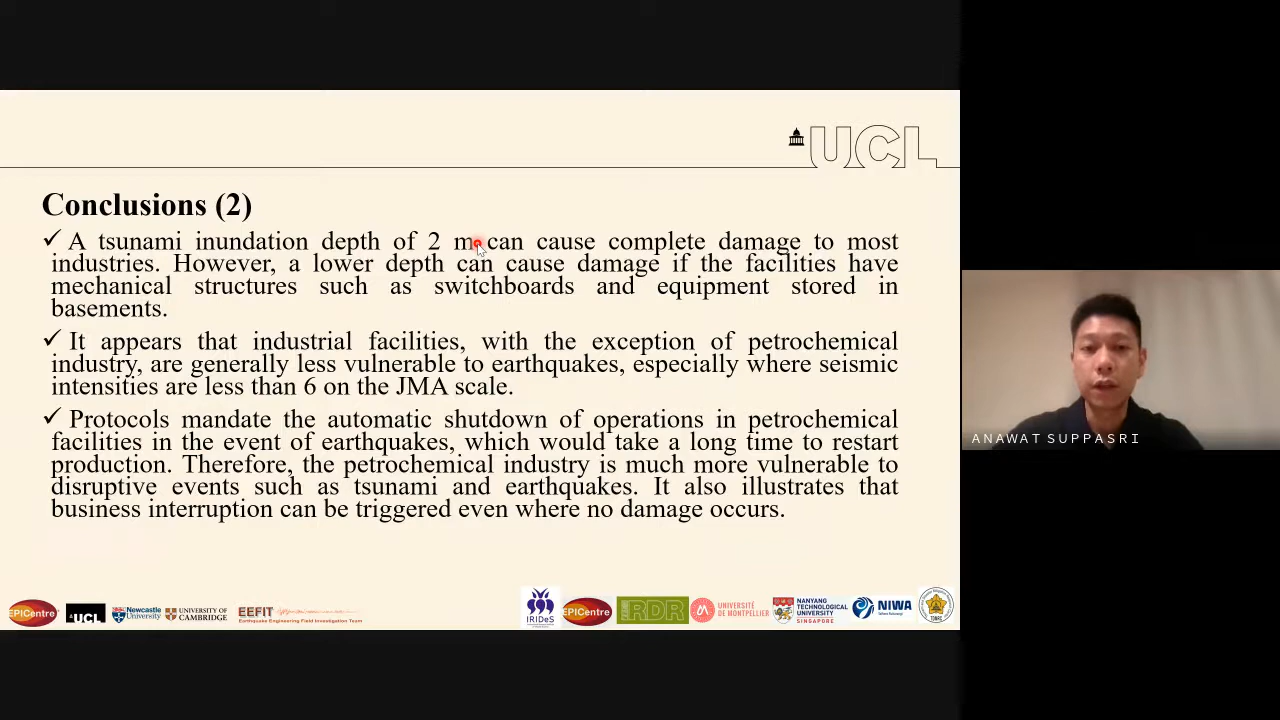 UCL
Conclusions (2)
✓ A tsunami inundation depth of 2 m can cause complete damage to most
industries. However, a lower depth can cause damage if the facilities have
mechanical structures such as switchboards and equipment stored in
basements.
✓ It appears that industrial facilities, with the exception of petrochemical
industry, are generally less vulnerable to earthquakes, especially where seismic
intensities are less than 6 on the JMA scale.
✓ Protocols mandate the automatic shutdown of operations in petrochemical
facilities in the event of earthquakes, which would take a long time to restart
production. Therefore, the petrochemical industry is much more vulnerable to
disruptive events such as tsunami and earthquakes. It also illustrates that
business interruption can be triggered even where no damage occurs.
ANAWAT SUPPASRI
EPICentre
UCL
Newcastle
University
UNIVERSITY OF
CAMBRIDGE
EEFIT
Earthquake Engineering Field Investigation Team
IRIDeS
EPICentre
RDR
UNIVERSITÉ
DE MONTPELLIER
NANYANG
TECHNOLOGICAL
UNIVERSITY
SINGAPORE
NIWA